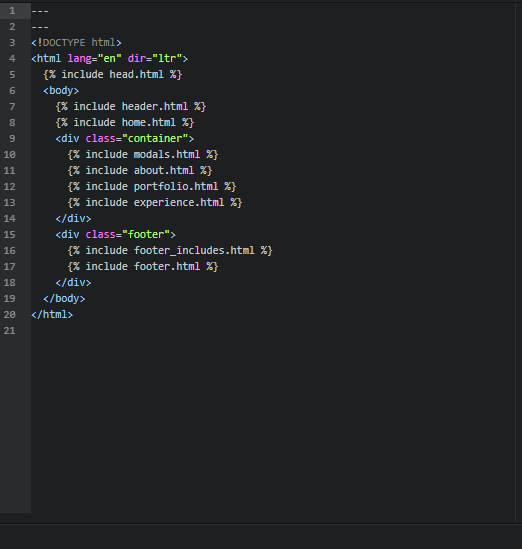 1 ---
2 ---
3 <!DOCTYPE html>
4 <html lang="en" dir="ltr">
5 {% include head.html %}
6 <body>
7 {% include header.html %}
8 {% include home.html %}
9 <div class="container">
10 {% include modals.html %}
11 {% include about.html %}
12 {% include portfolio.html %}
13 {% include experience.html %}
14 </div>
15 <div class="footer">
16 {% include footer_includes.html %}
17 {% include footer.html %}
18 </div>
19 </body>
20 </html>
21